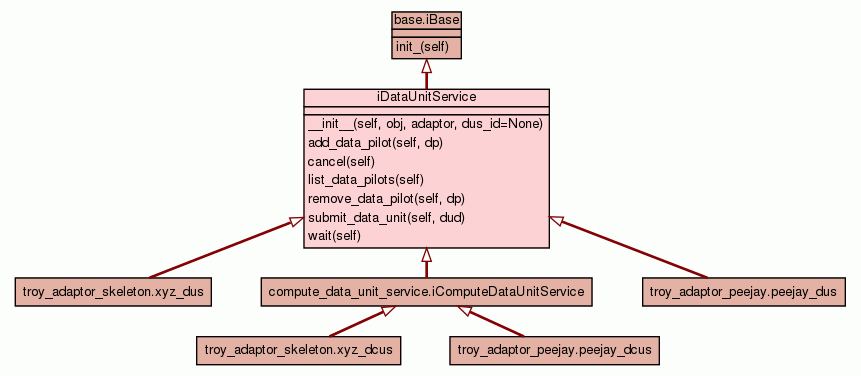 base.iBase
init_(self)
iDataUnitService
__init__(self, obj, adaptor, dus_id=None)
add_data_pilot(self, dp)
cancel(self)
list_data_pilots(self)
remove_data_pilot(self, dp)
submit_data_unit(self, dud)
wait(self)
troy_adaptor_skeleton.xyz_dus
compute_data_unit_service.iComputeDataUnitService
troy_adaptor_peejay.peejay_dus
troy_adaptor_skeleton.xyz_dcus
troy_adaptor_peejay.peejay_dcus